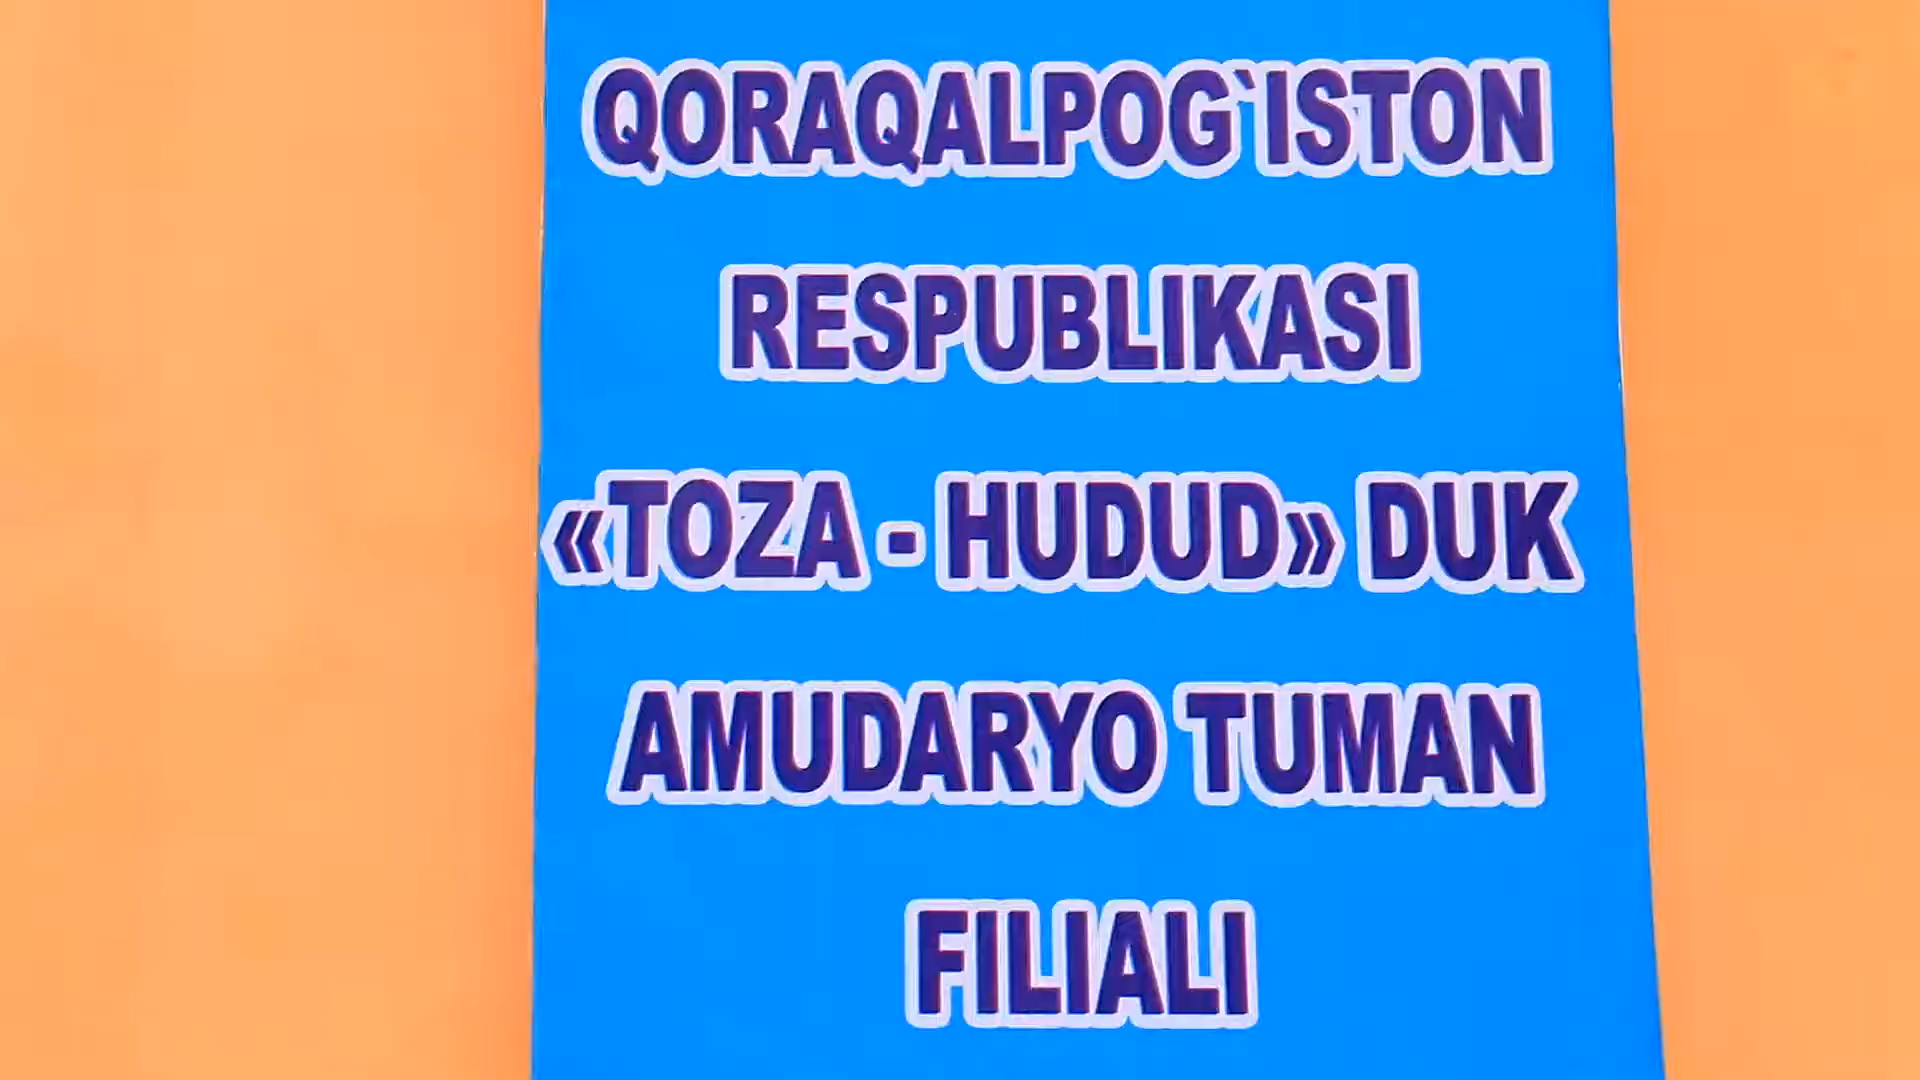 QORAQALPOG`ISTON
RESPUBLIKASI
«TOZA - HUDUD» DUK
AMUDARYO TUMAN
FILIALI